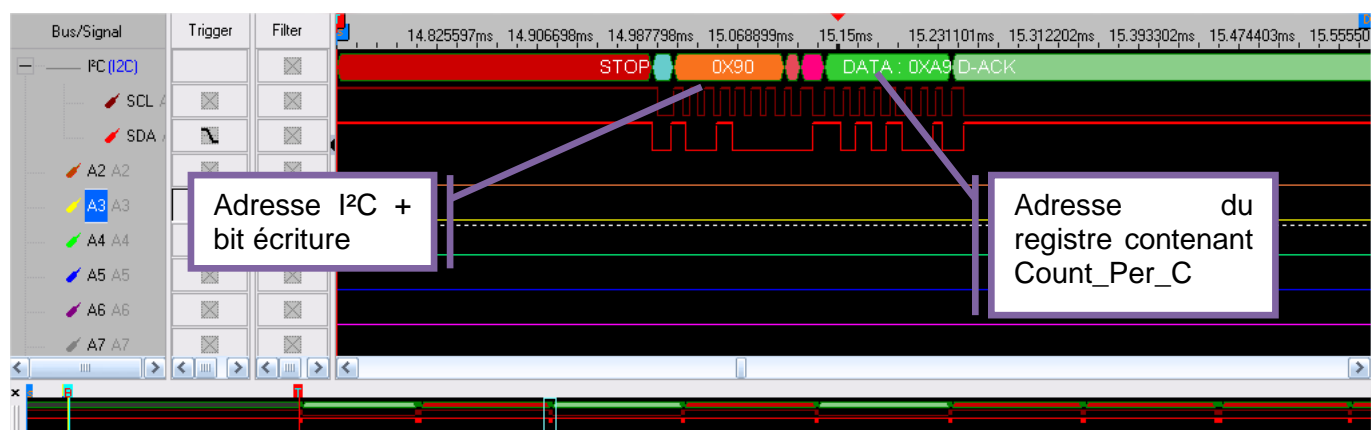 Bus/Signal Trigger Filter
14.825597ms 14.906698ms 14.987798ms 15.068899ms 15.15ms 15.231101ms 15.312202ms 15.393302ms 15.474403ms 15.55550
I²C (I2C) STOP 0X90 DATA : 0XA9 D-ACK
SCL
SDA
A2 A2
A3 A3
A4 A4
A5 A5
A6 A6
A7 A7
Adresse I²C +
bit écriture
Adresse du
registre contenant
Count_Per_C
B T